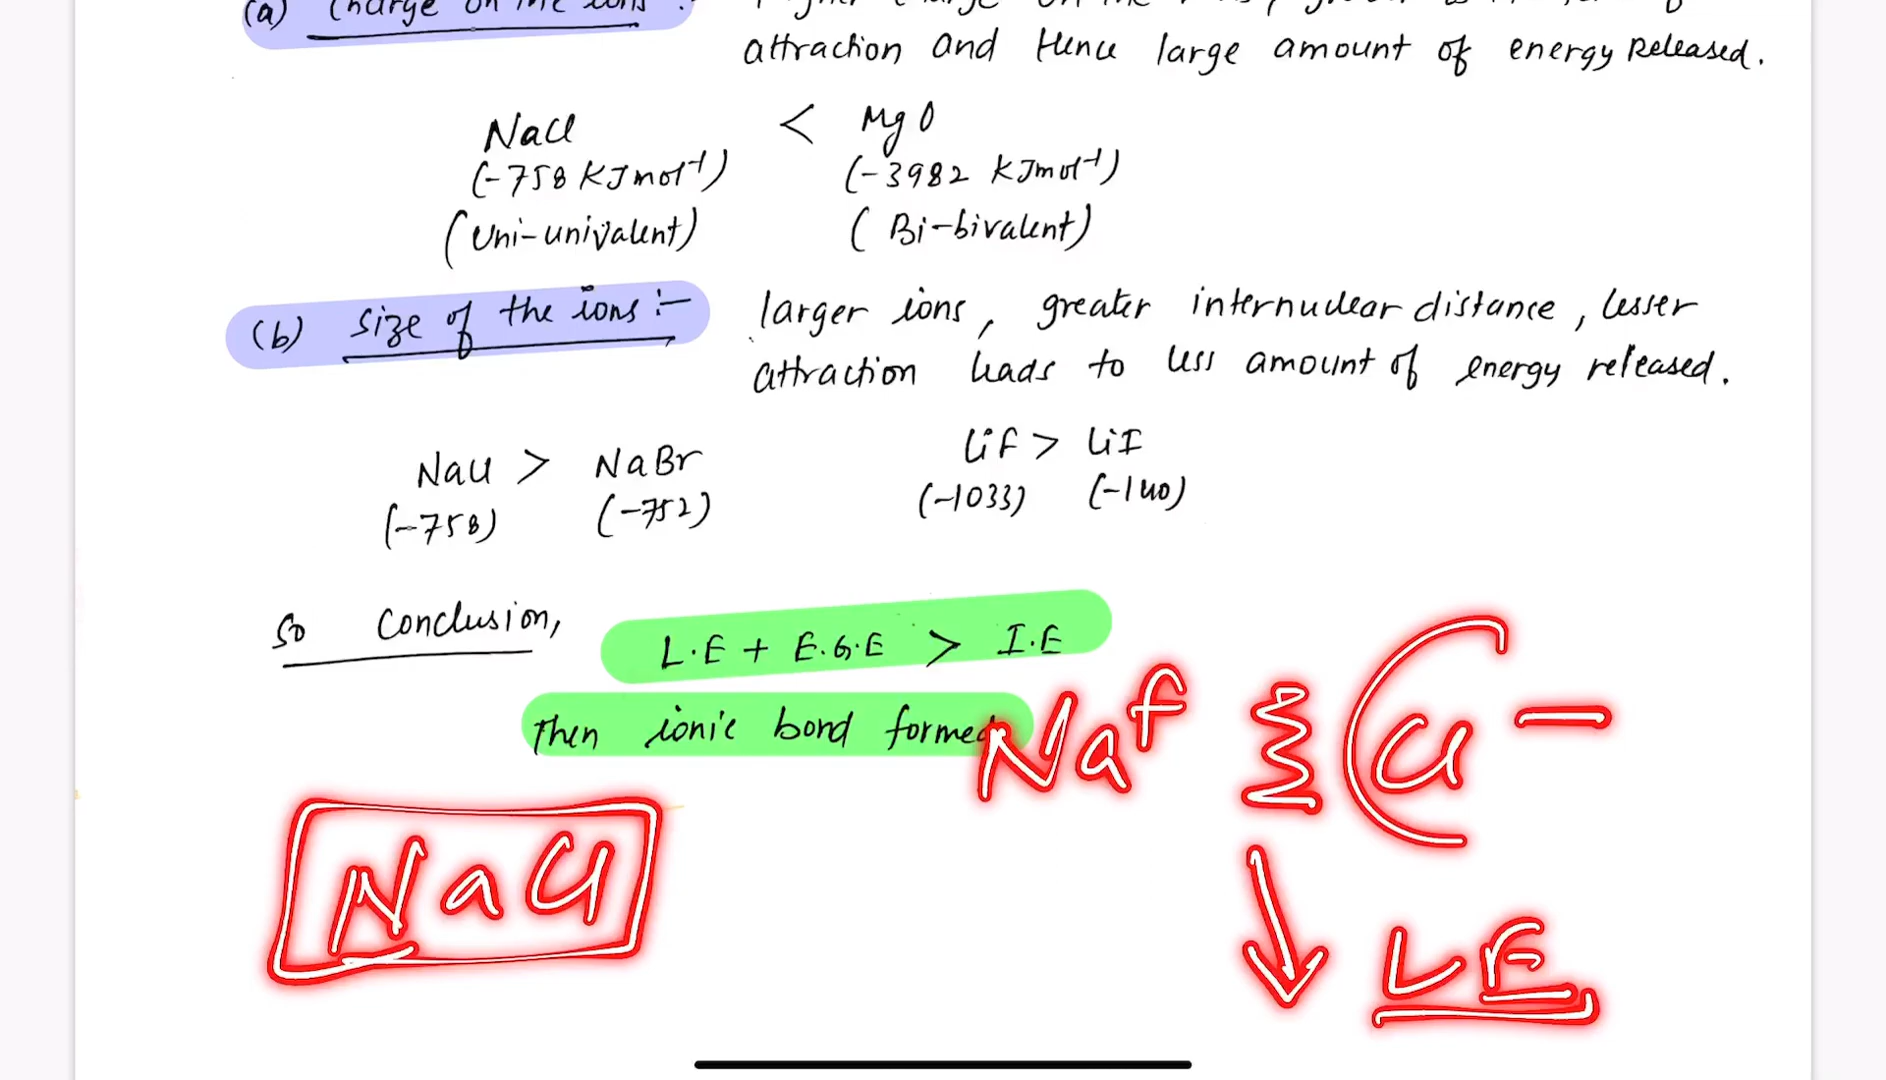 (a) Charge on the ions :-
attraction and Hence large amount of energy Released.
NaCl < MgO
(-758 KJmol⁻¹) (-3982 KJmol⁻¹)
(Uni-univalent) (Bi-bivalent)
(b) Size of the ions :- larger ions, greater internuclear distance, lesser
attraction leads to less amount of energy released.
NaCl > NaBr LiF > LiI
(-758) (-752) (-1033)
So Conclusion, L.E + E.G.E > I.E
Then ionic bond formed
Na⁺ Cl⁻
NaCl
LE